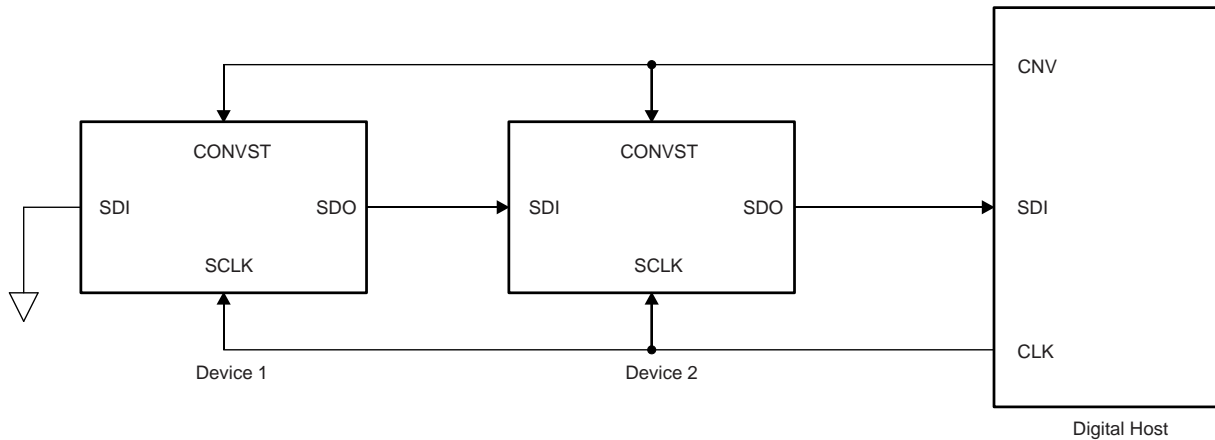 CNV
CONVST
CONVST
SDI
SDO
SDI
SDO
SDI
SCLK
SCLK
CLK
Device 1
Device 2
Digital Host